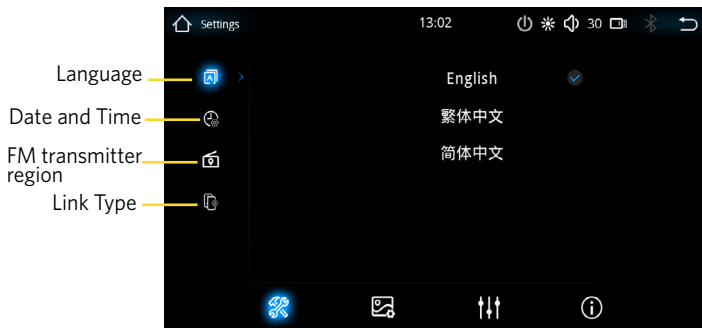 Settings
13:02
30
Language
English
Date and Time
繁体中文
FM transmitter
region
简体中文
Link Type